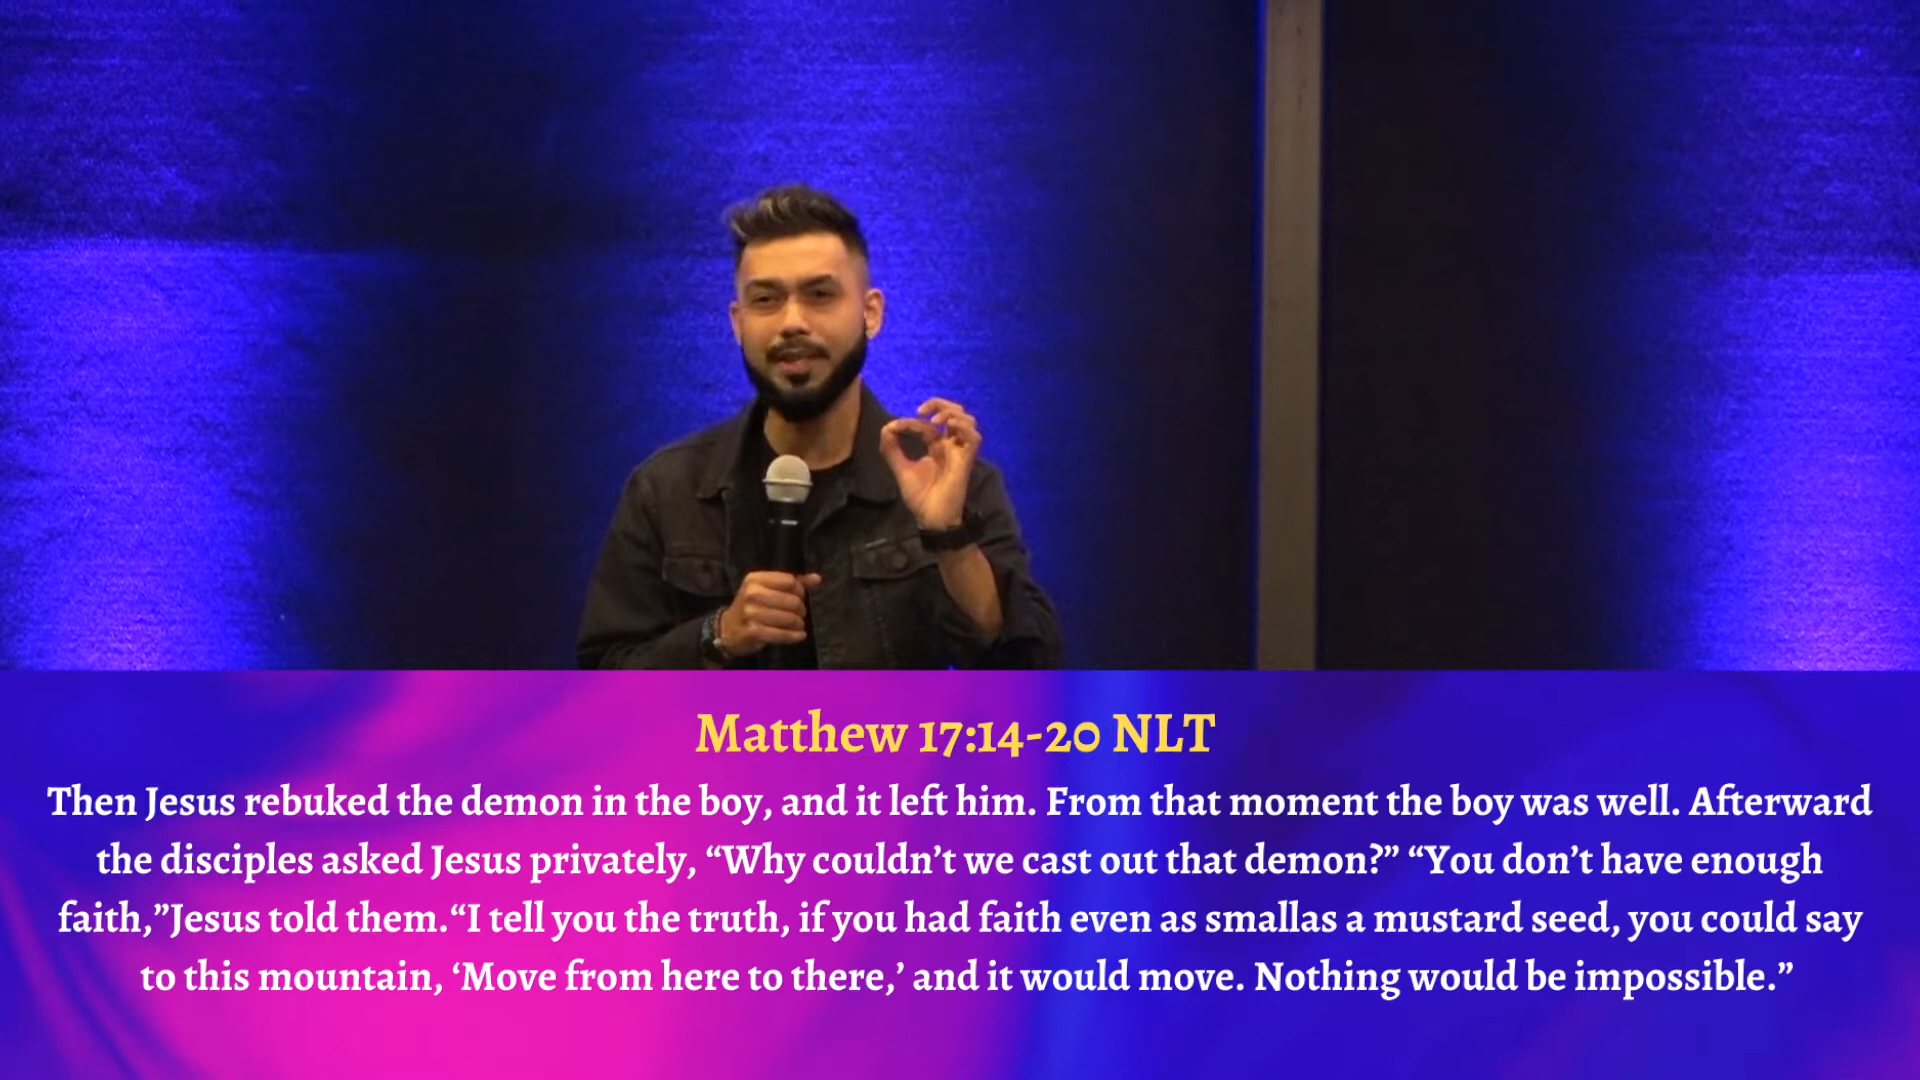 Matthew 17:14-20 NLT
Then Jesus rebuked the demon in the boy, and it left him. From that moment the boy was well. Afterward
the disciples asked Jesus privately, “Why couldn’t we cast out that demon?” “You don’t have enough
faith,”Jesus told them.“I tell you the truth, if you had faith even as smallas a mustard seed, you could say
to this mountain, ‘Move from here to there,’ and it would move. Nothing would be impossible.”